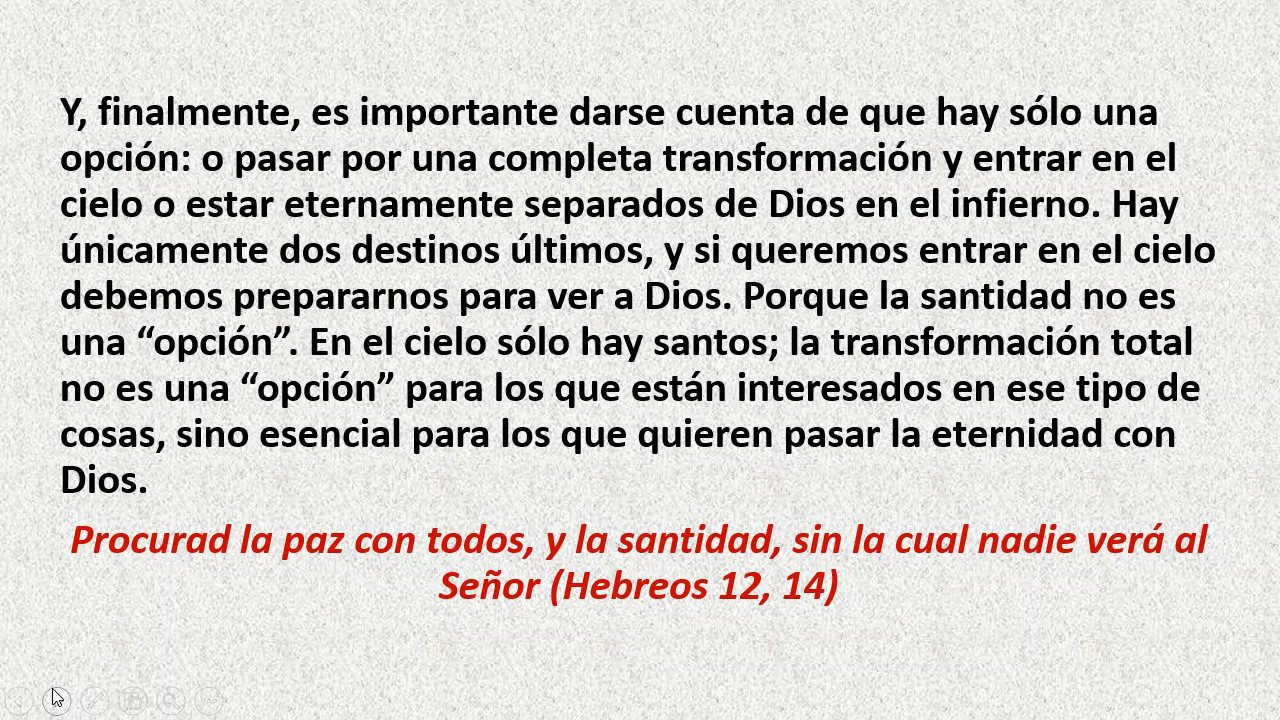 Y, finalmente, es importante darse cuenta de que hay sólo una
opción: o pasar por una completa transformación y entrar en el
cielo o estar eternamente separados de Dios en el infierno. Hay
únicamente dos destinos últimos, y si queremos entrar en el cielo
debemos prepararnos para ver a Dios. Porque la santidad no es
una “opción”. En el cielo sólo hay santos; la transformación total
no es una “opción” para los que están interesados en ese tipo de
cosas, sino esencial para los que quieren pasar la eternidad con
Dios.
Procurad la paz con todos, y la santidad, sin la cual nadie verá al
Señor (Hebreos 12, 14)